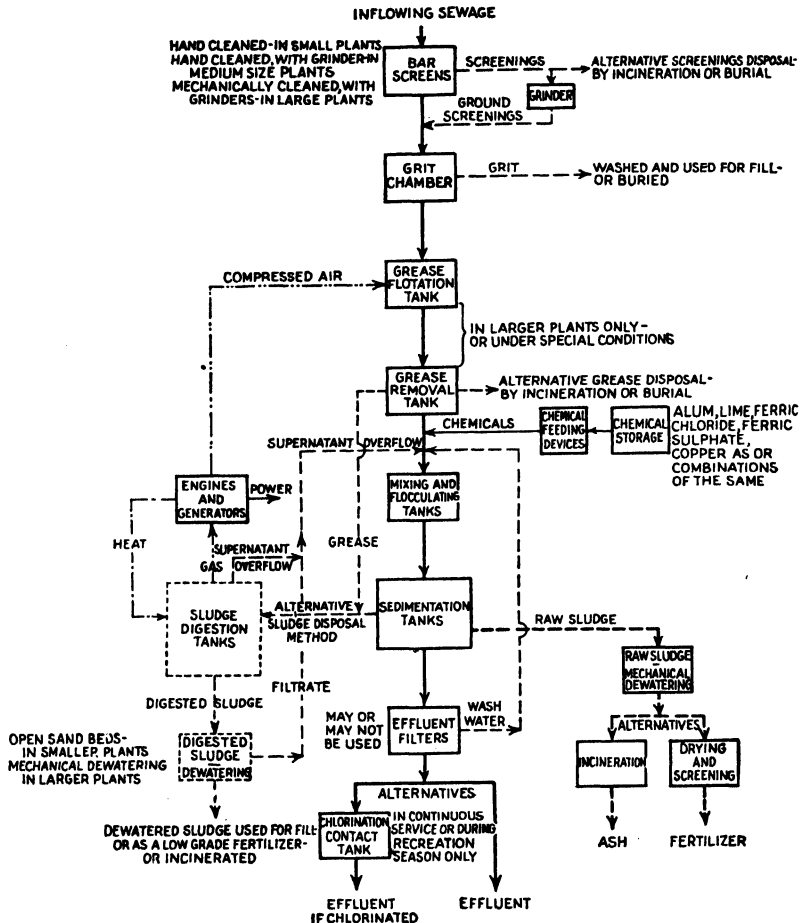 INFLOWING SEWAGE
HAND CLEANED-IN SMALL PLANTS
HAND CLEANED, WITH GRINDER-IN
MEDIUM SIZE PLANTS
MECHANICALLY CLEANED, WITH
GRINDERS-IN LARGE PLANTS
BAR
SCREENS
SCREENINGS
GRINDER
ALTERNATIVE SCREENINGS DISPOSAL-
BY INCINERATION OR BURIAL
GROUND
SCREENINGS
GRIT
CHAMBER
GRIT
WASHED AND USED FOR FILL-
OR BURIED
COMPRESSED AIR
GREASE
FLOTATION
TANK
IN LARGER PLANTS ONLY-
OR UNDER SPECIAL CONDITIONS
GREASE
REMOVAL
TANK
ALTERNATIVE GREASE DISPOSAL-
BY INCINERATION OR BURIAL
CHEMICALS
CHEMICAL
FEEDING
DEVICES
CHEMICAL
STORAGE
ALUM, LIME, FERRIC
CHLORIDE, FERRIC
SULPHATE,
COPPER AS OR
COMBINATIONS
OF THE SAME
SUPERNATANT OVERFLOW
ENGINES
AND
GENERATORS
POWER
MIXING AND
FLOCCULATING
TANKS
HEAT
GAS
SUPERNATANT
OVERFLOW
GREASE
SLUDGE
DIGESTION
TANKS
ALTERNATIVE
SLUDGE DISPOSAL
METHOD
SEDIMENTATION
TANKS
RAW SLUDGE
RAW SLUDGE
MECHANICAL
DEWATERING
DIGESTED SLUDGE
FILTRATE
MAY OR
MAY NOT
BE USED
EFFLUENT
FILTERS
WASH
WATER
ALTERNATIVES
OPEN SAND BEDS-
IN SMALLER PLANTS
MECHANICAL DEWATERING
IN LARGER PLANTS
DIGESTED
SLUDGE
DEWATERING
INCINERATION
DRYING
AND
SCREENING
ALTERNATIVES
DEWATERED SLUDGE USED FOR FILL-
OR AS A LOW GRADE FERTILIZER-
OR INCINERATED
CHLORINATION
CONTACT
TANK
IN CONTINUOUS
SERVICE OR DURING
RECREATION
SEASON ONLY
ASH
FERTILIZER
EFFLUENT
IF CHLORINATED
EFFLUENT